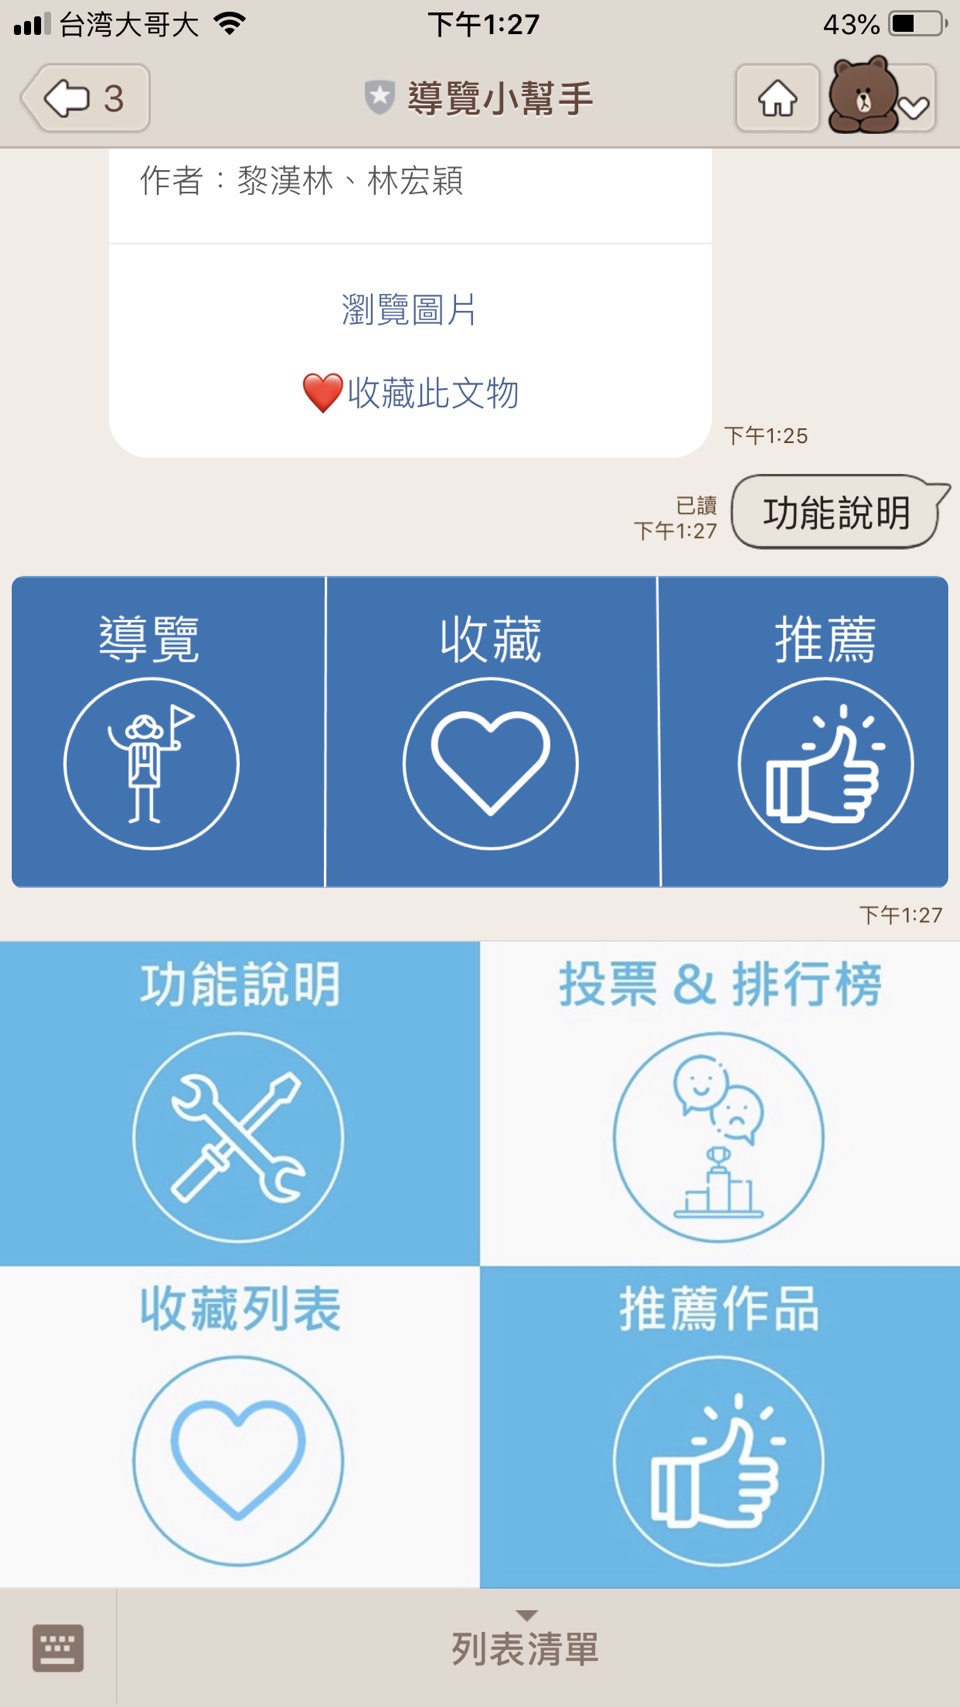 台湾大哥大 下午1:27 43%
3 導覽小幫手
作者：黎漢林、林宏穎
瀏覽圖片
❤️收藏此文物
下午1:25
已讀
下午1:27
功能說明
導覽 收藏 推薦
下午1:27
功能說明 投票 & 排行榜
收藏列表 推薦作品
列表清單